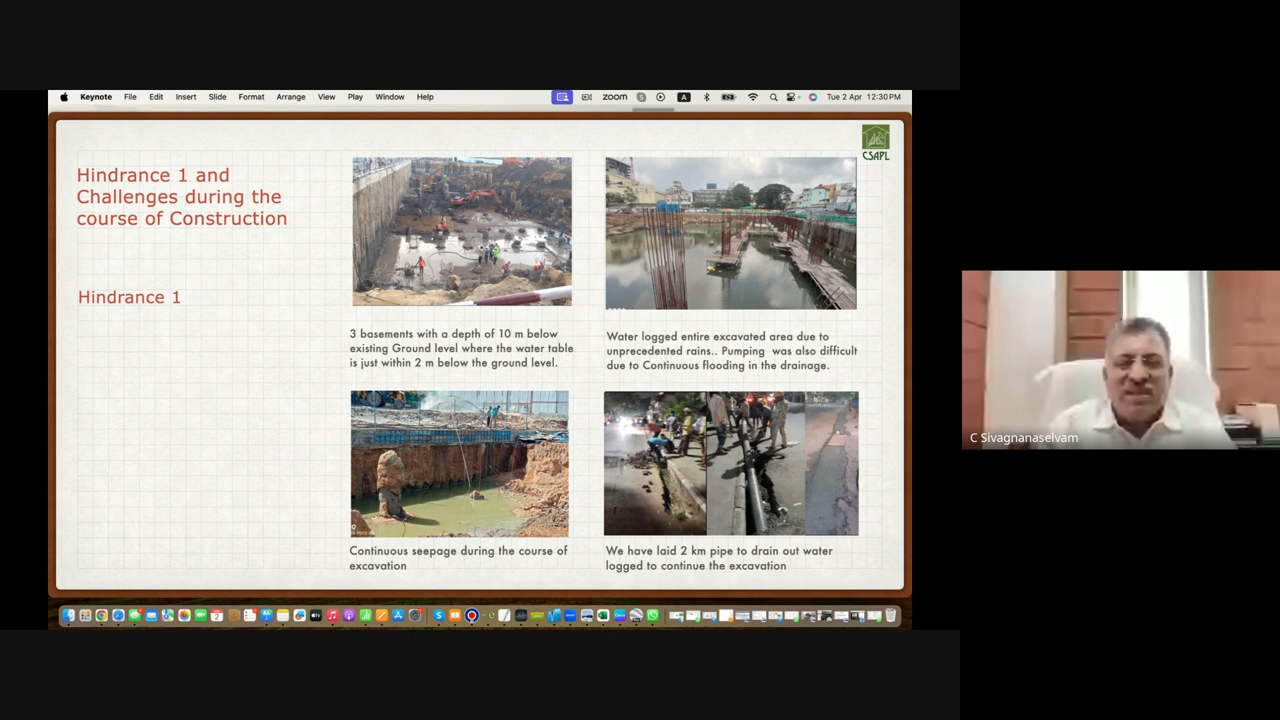 Keynote File Edit Insert Slide Format Arrange View Play Window Help zoom A Tue 2 Apr 12:30 PM
CSAPL
Hindrance 1 and
Challenges during the
course of Construction
Hindrance 1
3 basements with a depth of 10 m below
existing Ground level where the water table
is just within 2 m below the ground level.
Water logged entire excavated area due to
unprecedented rains.. Pumping was also difficult
due to Continuous flooding in the drainage.
Continuous seepage during the course of
excavation
We have laid 2 km pipe to drain out water
logged to continue the excavation
C Sivagnanaselvam